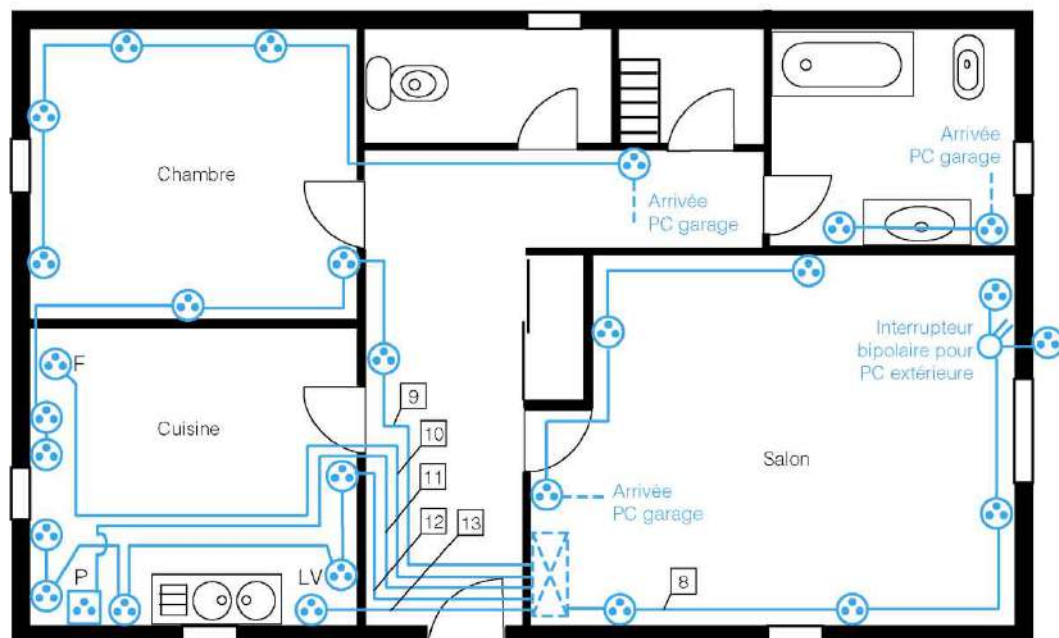 Chambre
Arrivée
PC garage
Arrivée
PC garage
Interrupteur
bipolaire pour
PC extérieure
F
9
Cuisine
10
Salon
11
Arrivée
PC garage
12
13
P
LV
8